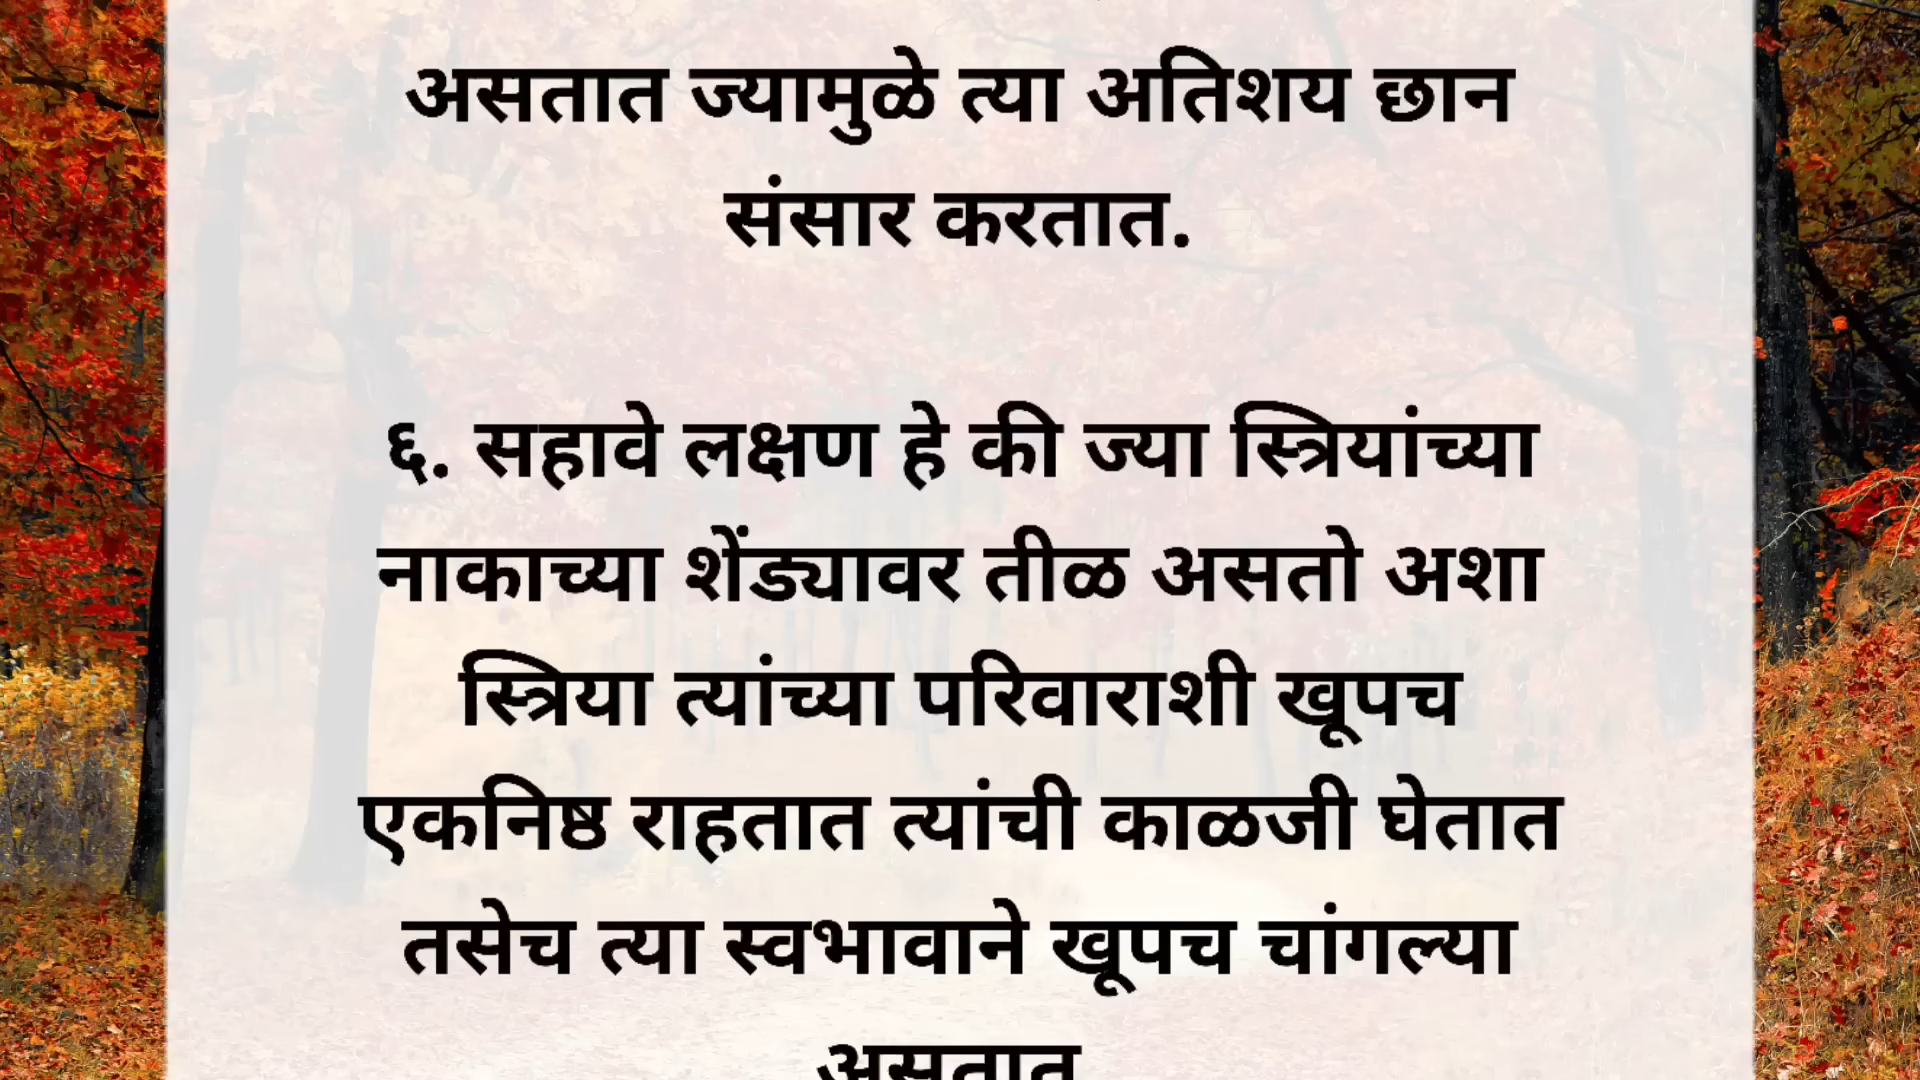 असतात ज्यामुळे त्या अतिशय छान
संसार करतात.
६. सहावे लक्षण हे की ज्या स्त्रियांच्या
नाकाच्या शेंड्यावर तीळ असतो अशा
स्त्रिया त्यांच्या परिवाराशी खूपच
एकनिष्ठ राहतात त्यांची काळजी घेतात
तसेच त्या स्वभावाने खूपच चांगल्या
असतात